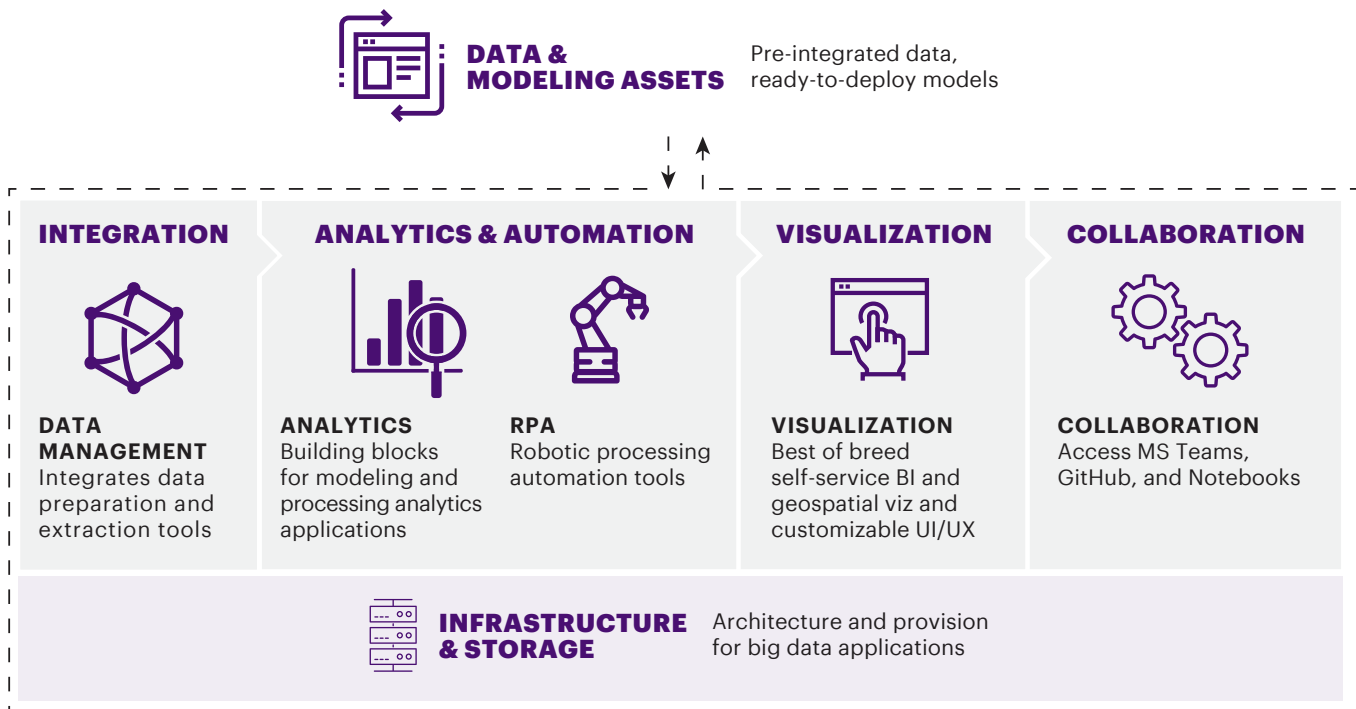 DATA &
MODELING ASSETS
Pre-integrated data,
ready-to-deploy models
INTEGRATION
ANALYTICS & AUTOMATION
VISUALIZATION
COLLABORATION
DATA
MANAGEMENT
Integrates data
preparation and
extraction tools
ANALYTICS
Building blocks
for modeling and
processing analytics
applications
RPA
Robotic processing
automation tools
VISUALIZATION
Best of breed
self-service BI and
geospatial viz and
customizable UI/UX
COLLABORATION
Access MS Teams,
GitHub, and Notebooks
INFRASTRUCTURE
& STORAGE
Architecture and provision
for big data applications